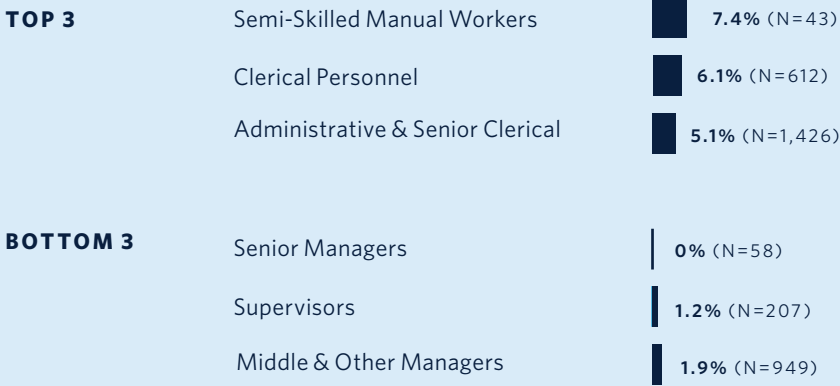 TOP 3 Semi-Skilled Manual Workers 7.4% (N=43)
Clerical Personnel 6.1% (N=612)
Administrative & Senior Clerical 5.1% (N=1,426)
BOTTOM 3 Senior Managers 0% (N=58)
Supervisors 1.2% (N=207)
Middle & Other Managers 1.9% (N=949)